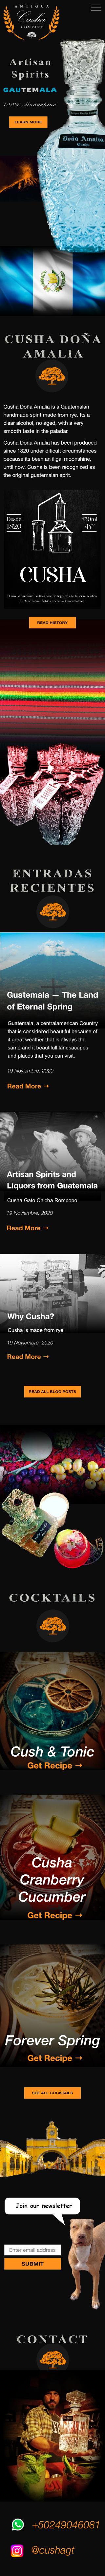 ANTIGUA
Cusha
COMPANY
Artisan
Spirits
GAUTEMALA
100% Moonshine
LEARN MORE
Doña Amalia
CUSHA DOÑA
AMALIA
Cusha Doña Amalia is a Guatemalan
handmade spirit made from rye. Its a
clear alcohol, no aged, with a very
unique taste in the palader.
Cusha Doña Amalia has been produced
since 1820 under dificult circumstances
because its been an ilgal moonshine,
until now, Cusha is been recognized as
the original guatemalan sprit.
Desde
1820
750ml
45°
CUSHA
READ HISTORY
ENTRADAS
RECIENTES
Guatemala — The Land
of Eternal Spring
Guatemala, a centralamerican Country
that is considered beautiful because of
it great weather that is always the
same and it beautifull landascapes
and places that you can visit.
19 Noviembre, 2020
Read More →
Artisan Spirits and
Liquors from Guatemala
Cusha Gato Chicha Rompopo
19 Noviembre, 2020
Read More →
Why Cusha?
Cusha is made from rye
19 Noviembre, 2020
Read More →
READ ALL BLOG POSTS
COCKTAILS
Cush & Tonic
Get Recipe →
Cusha
Cranberry
Cucumber
Get Recipe →
Forever Spring
Get Recipe →
SEE ALL COCKTAILS
Join our newsletter
Enter email address
SUBMIT
CONTACT
+50249046081
@cushagt